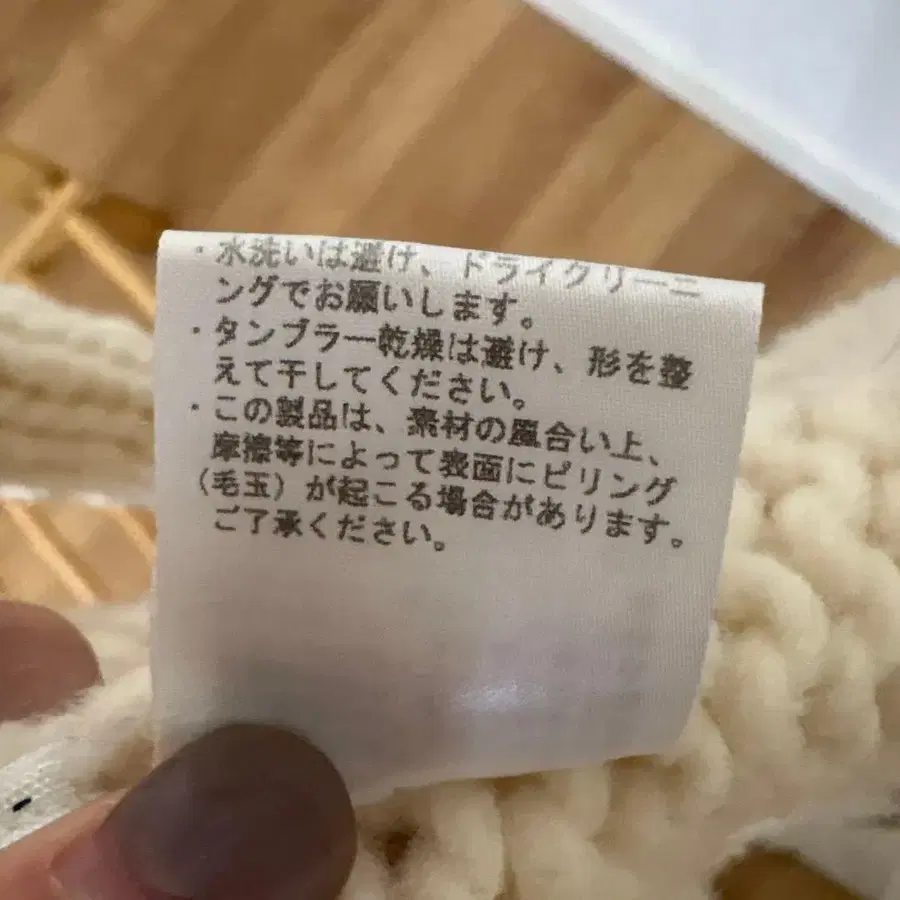 ・水洗いは避け、ドライクリーニ
ングでお願いします。
・タンブラー乾燥は避け、形を整
えて干してください。
・この製品は、素材の風合い上、
摩擦等によって表面にピリング
(毛玉)が起こる場合があります。
ご了承ください。